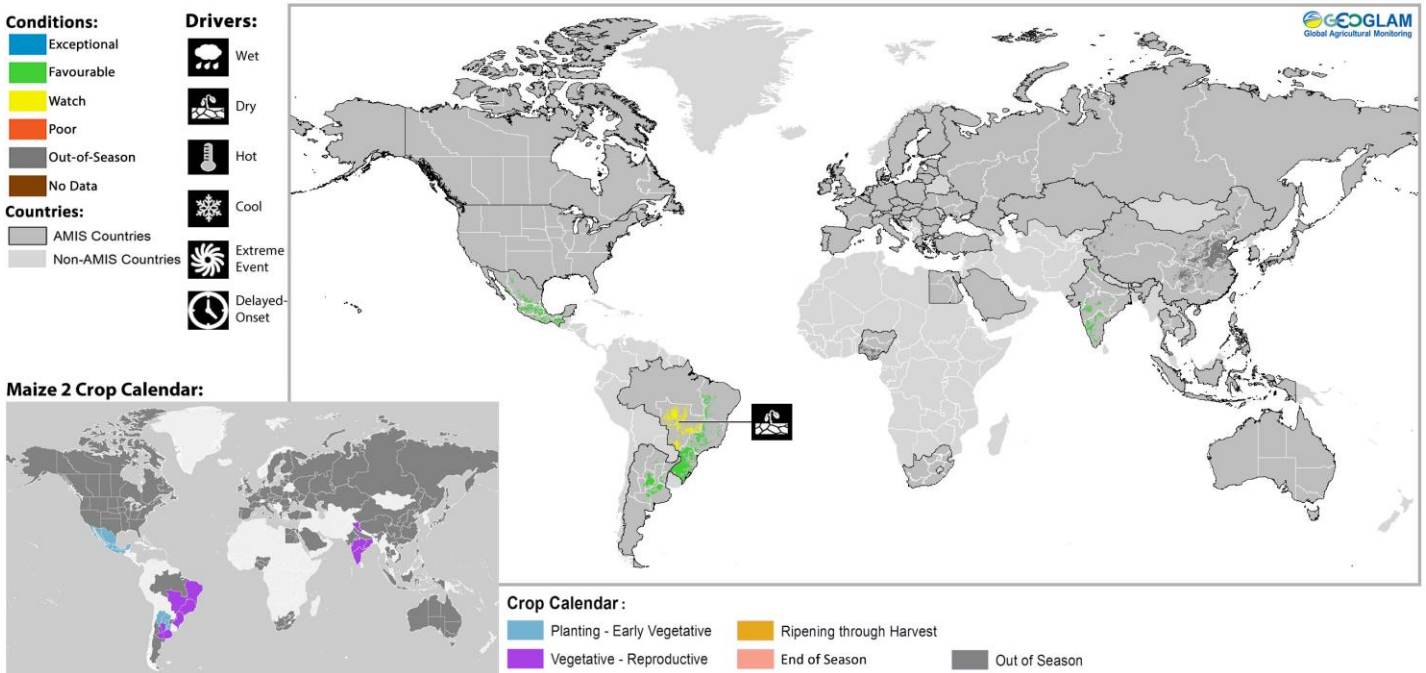 Conditions:
Exceptional
Favourable
Watch
Poor
Out-of-Season
No Data
Countries:
AMIS Countries
Non-AMIS Countries
Drivers:
Wet
Dry
Hot
Cool
Extreme
Event
Delayed-
Onset
GEOGLAM
Global Agricultural Monitoring
Maize 2 Crop Calendar:
Crop Calendar :
Planting - Early Vegetative
Ripening through Harvest
Vegetative - Reproductive
End of Season
Out of Season